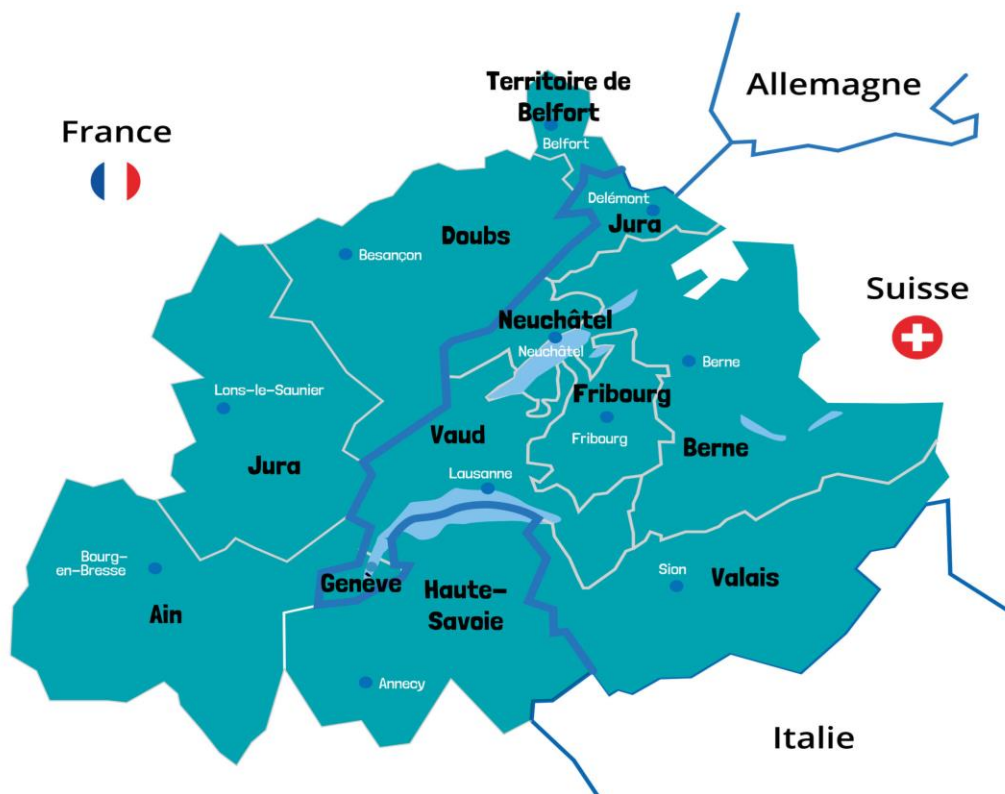 Territoire de
Belfort
Belfort
Allemagne
France
Delémont
Jura
Doubs
Besançon
Suisse
Neuchâtel
Neuchâtel
Berne
Lons-le-Saunier
Fribourg
Fribourg
Vaud
Berne
Jura
Lausanne
Bourg-
en-Bresse
Genève
Haute-
Savoie
Sion
Valais
Ain
Annecy
Italie